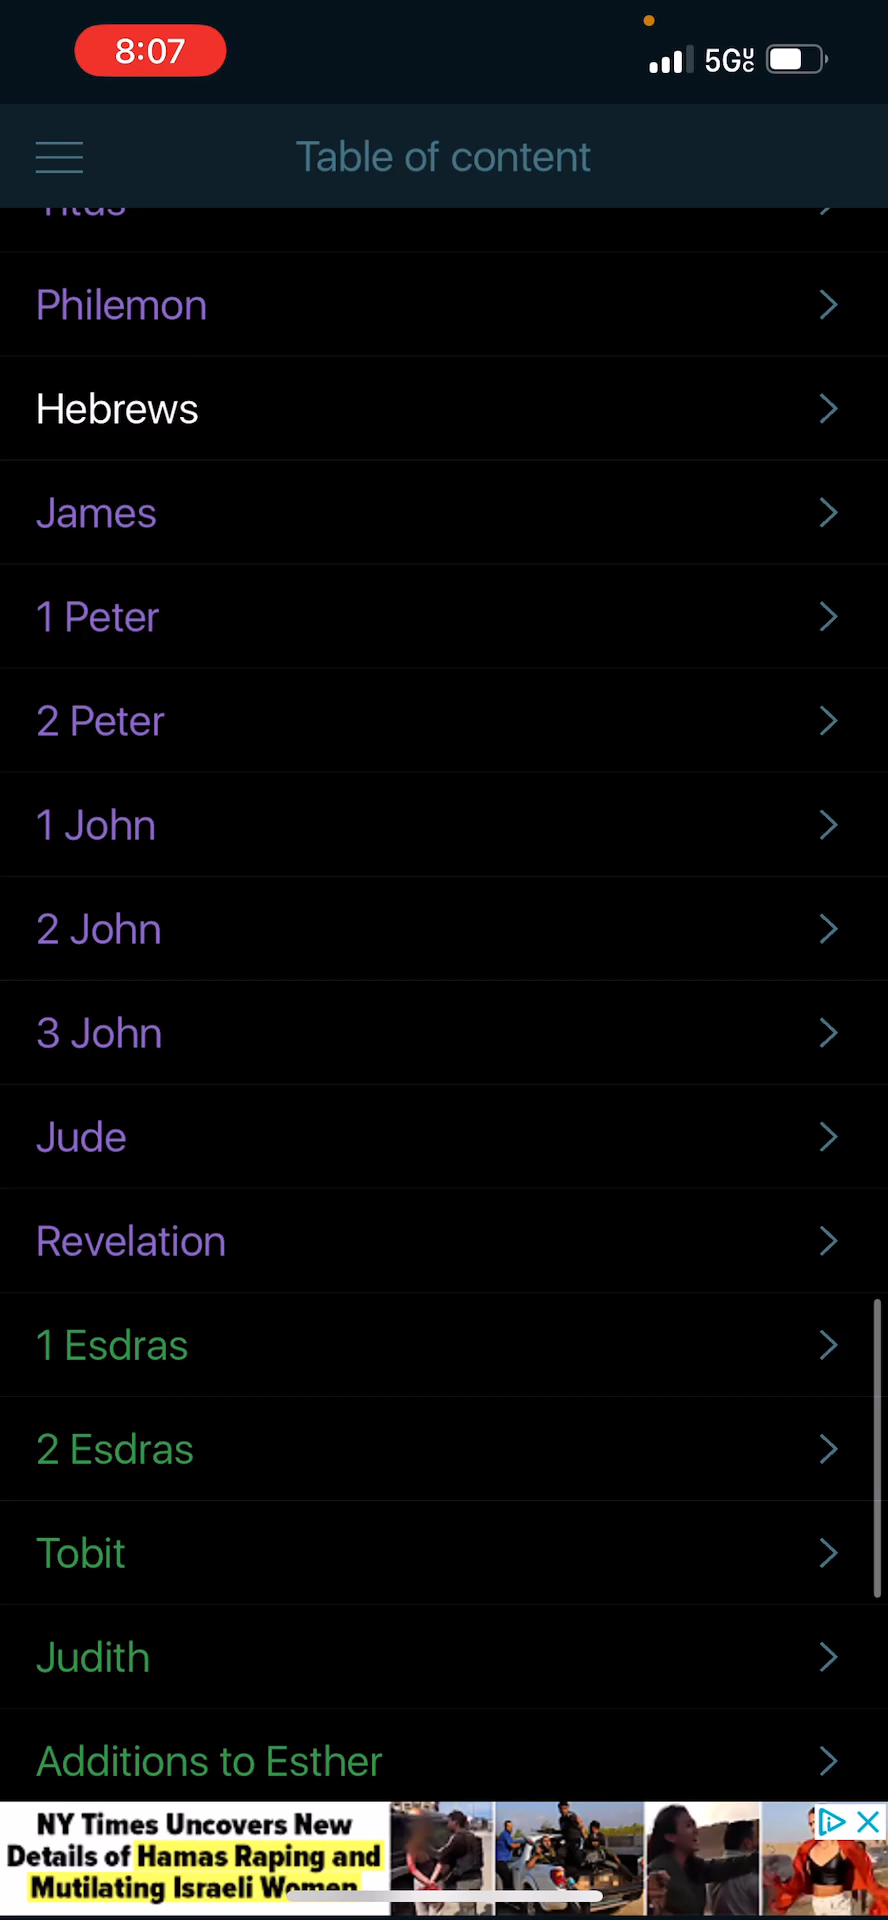 8:07
5G UC
Table of content
Titus
Philemon
Hebrews
James
1 Peter
2 Peter
1 John
2 John
3 John
Jude
Revelation
1 Esdras
2 Esdras
Tobit
Judith
Additions to Esther
NY Times Uncovers New
Details of Hamas Raping and
Mutilating Israeli Women